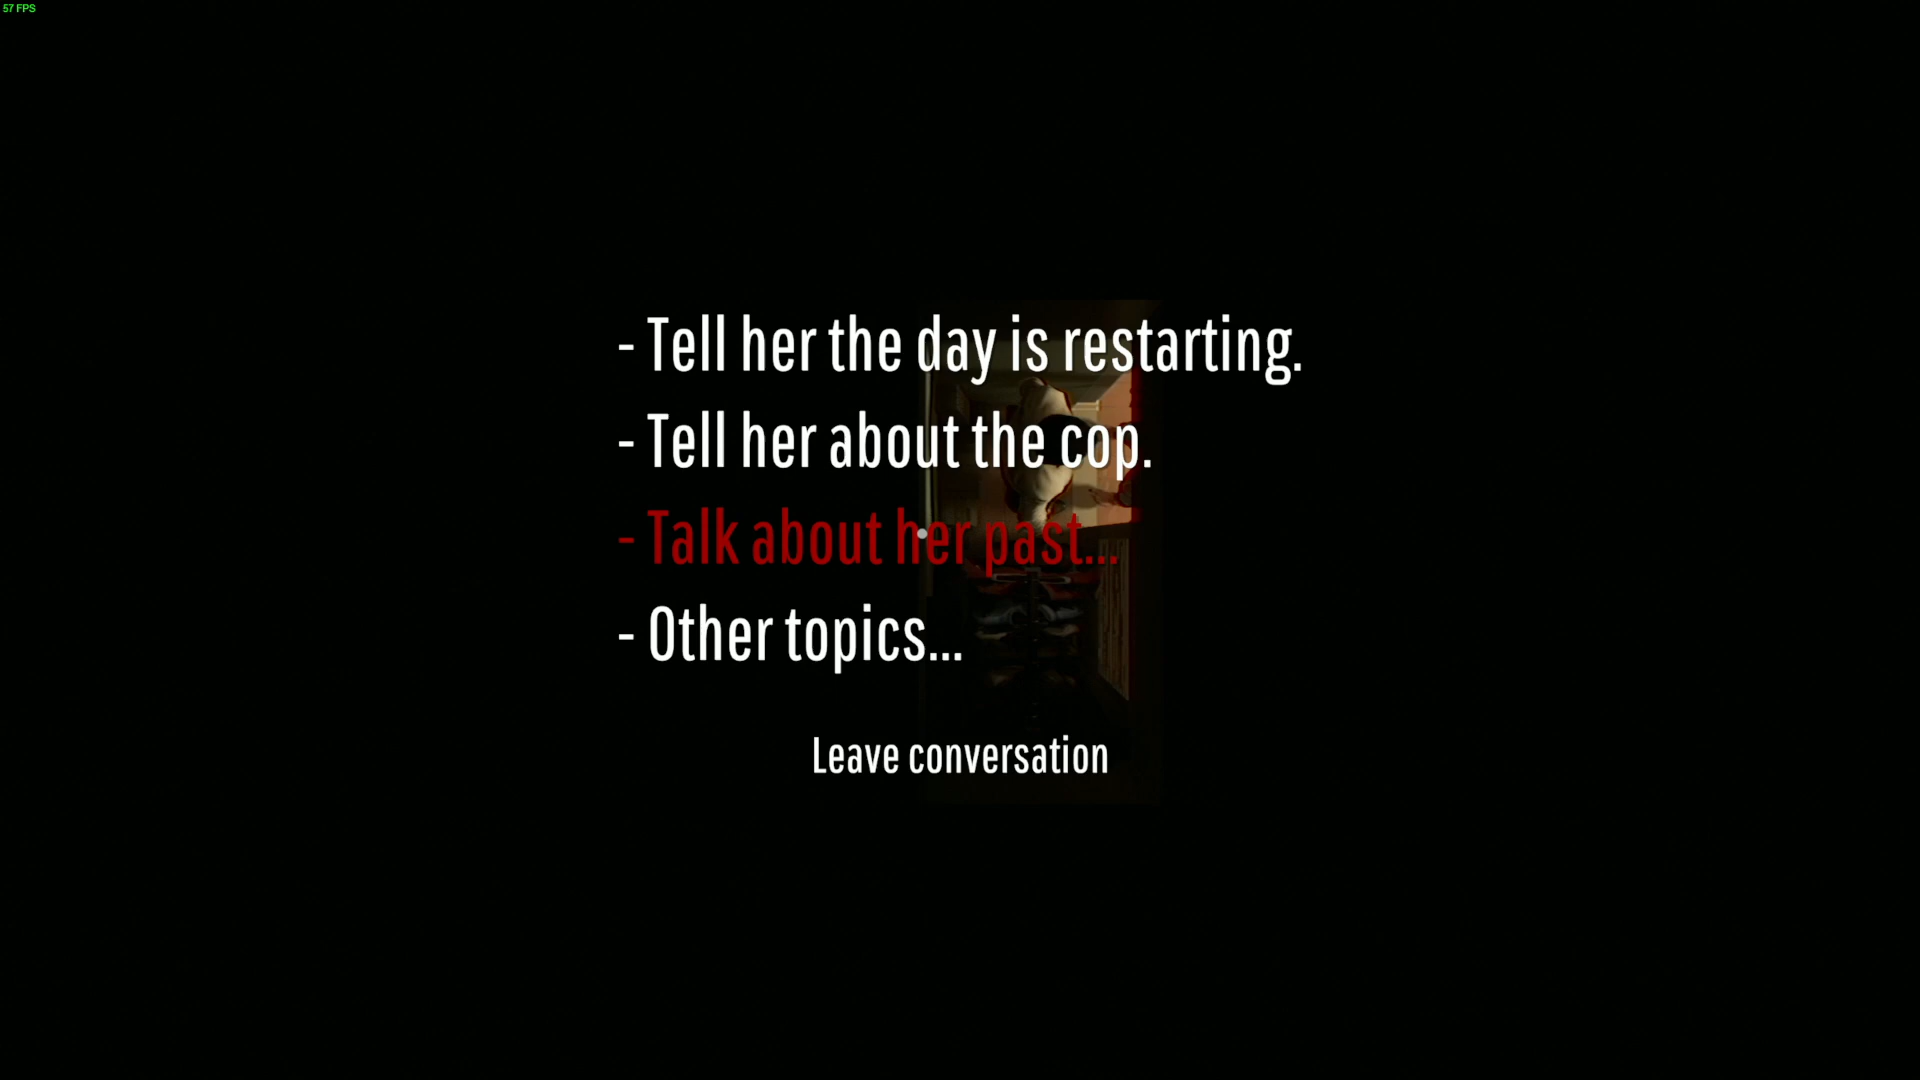 57 FPS
- Tell her the day is restarting.
- Tell her about the cop.
- Talk about her past...
- Other topics...
Leave conversation